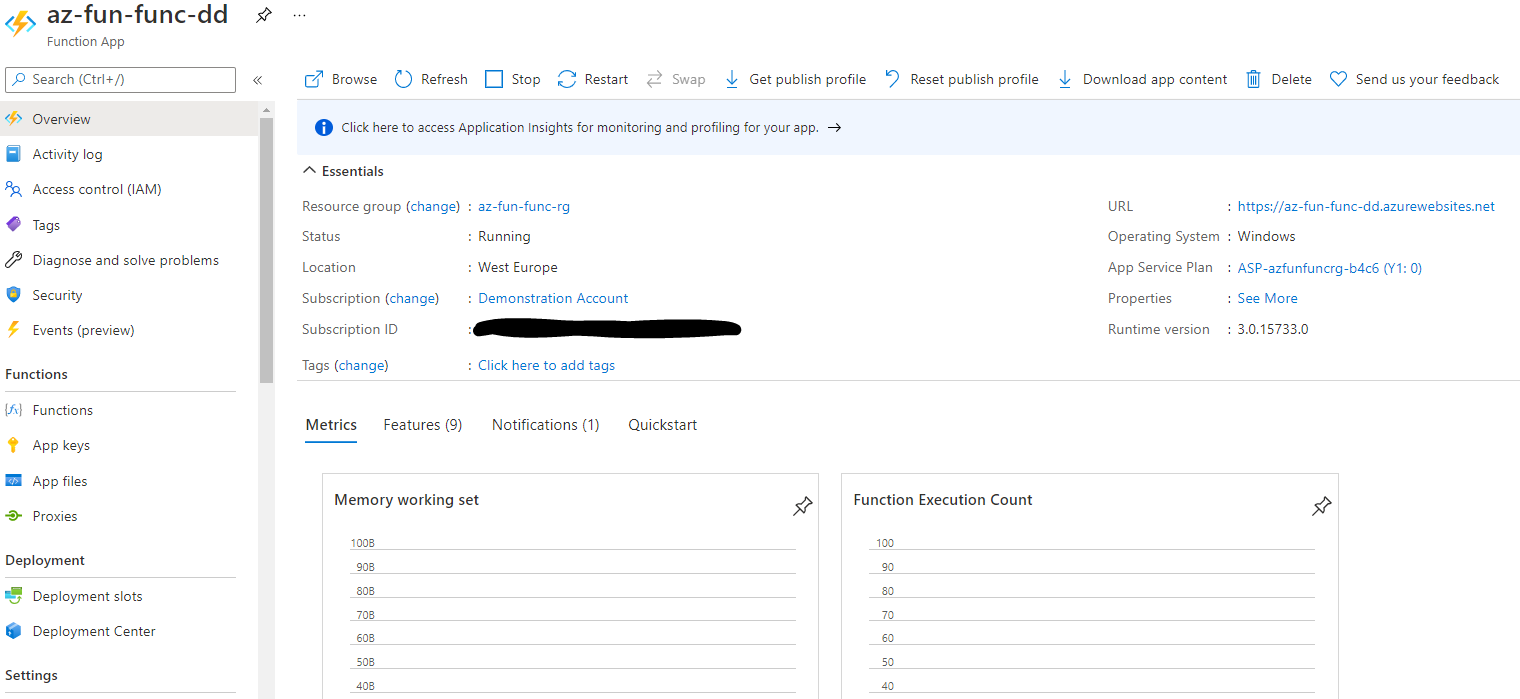 az-fun-func-dd
Function App
Search (Ctrl+/)
«
Overview
Activity log
Access control (IAM)
Tags
Diagnose and solve problems
Security
Events (preview)
Functions
Functions
App keys
App files
Proxies
Deployment
Deployment slots
Deployment Center
Settings
Browse Refresh Stop Restart Swap Get publish profile Reset publish profile Download app content Delete Send us your feedback
Click here to access Application Insights for monitoring and profiling for your app. →
Essentials
Resource group (change) : az-fun-func-rg
Status : Running
Location : West Europe
Subscription (change) : Demonstration Account
Subscription ID :
Tags (change) : Click here to add tags
URL : https://az-fun-func-dd.azurewebsites.net
Operating System : Windows
App Service Plan : ASP-azfunfuncrg-b4c6 (Y1: 0)
Properties : See More
Runtime version : 3.0.15733.0
Metrics Features (9) Notifications (1) Quickstart
Memory working set
100B
90B
80B
70B
60B
50B
40B
Function Execution Count
100
90
80
70
60
50
40